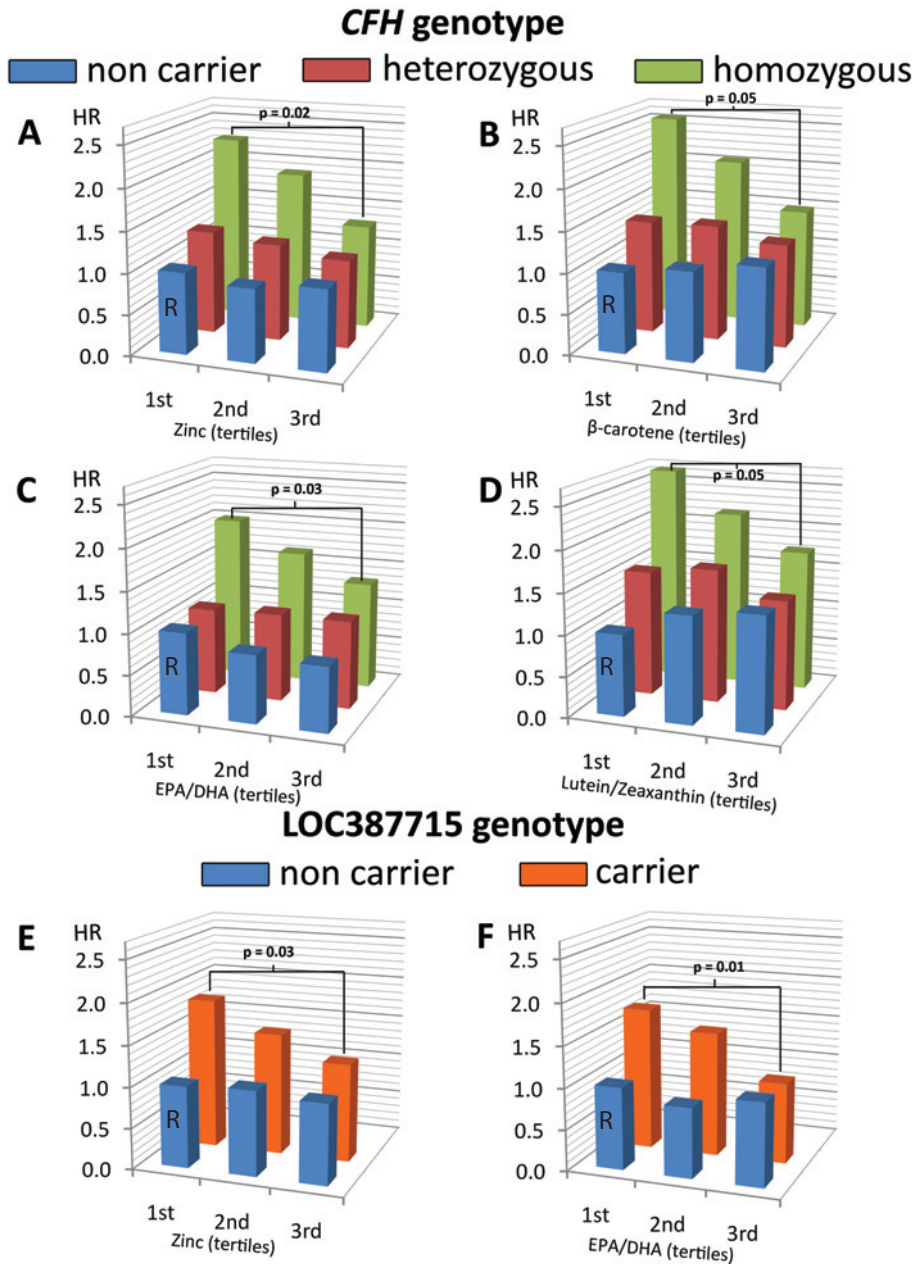 CFH genotype
non carrier heterozygous homozygous
A
HR
p = 0.02
2.5
2.0
1.5
1.0
0.5
0.0
R
1st
2nd
3rd
Zinc (tertiles)
B
HR
p = 0.05
2.5
2.0
1.5
1.0
0.5
0.0
R
1st
2nd
3rd
β-carotene (tertiles)
C
HR
p = 0.03
2.5
2.0
1.5
1.0
0.5
0.0
R
1st
2nd
3rd
EPA/DHA (tertiles)
D
HR
p = 0.05
2.5
2.0
1.5
1.0
0.5
0.0
R
1st
2nd
3rd
Lutein/Zeaxanthin (tertiles)
LOC387715 genotype
non carrier carrier
E
HR
p = 0.03
2.5
2.0
1.5
1.0
0.5
0.0
R
1st
2nd
3rd
Zinc (tertiles)
F
HR
p = 0.01
2.5
2.0
1.5
1.0
0.5
0.0
R
1st
2nd
3rd
EPA/DHA (tertiles)